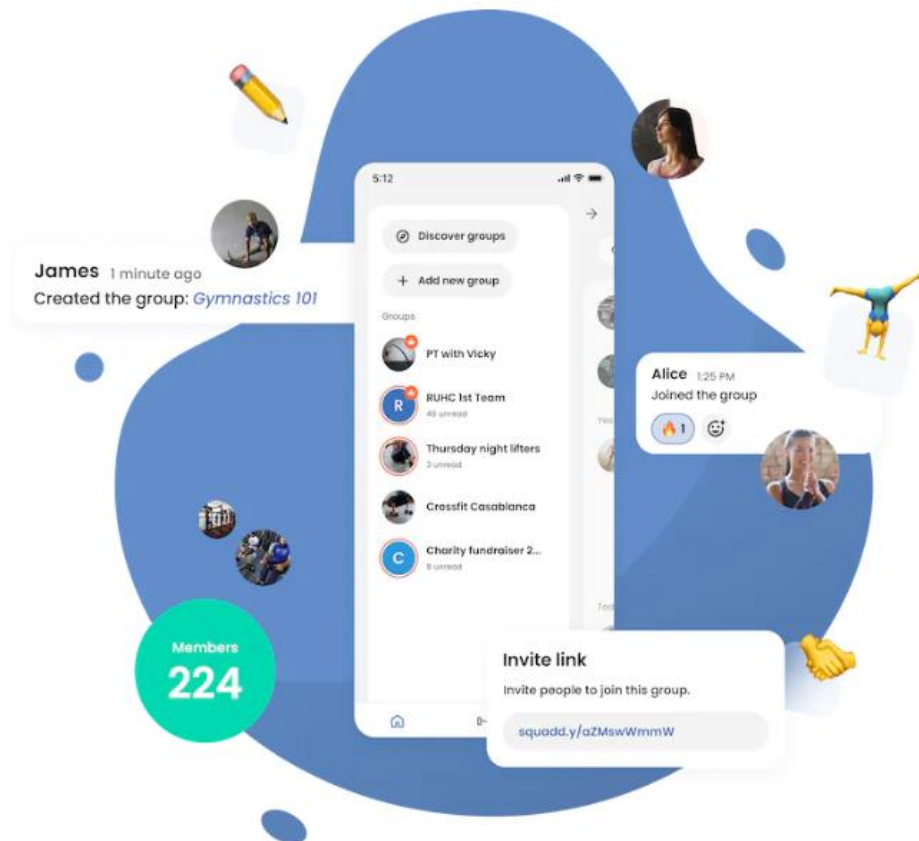 5:12
Discover groups
Add new group
James 1 minute ago
Created the group: Gymnastics 101
Groups
PT with Vicky
R
RUHC 1st Team
48 unread
Thursday night lifters
3 unread
Crossfit Casablanca
C
Charity fundraiser 2...
8 unread
Alice 1:25 PM
Joined the group
1
Members
224
Invite link
Invite people to join this group.
squadd.y/aZMswWmmW